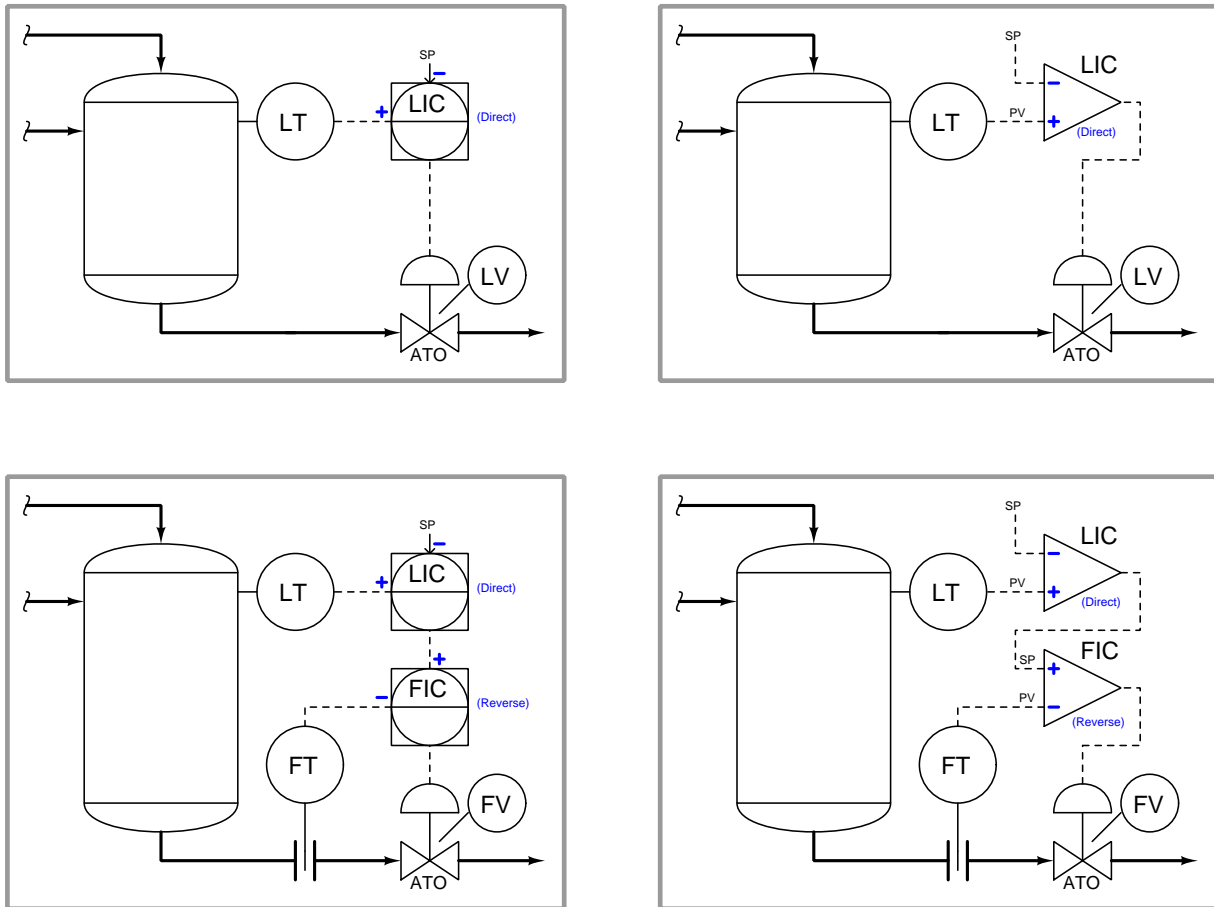 SP
−
LIC
+
LT
(Direct)
LV
ATO
LIC
SP
−
PV
+
LT
(Direct)
LV
ATO
SP
−
LIC
+
LT
(Direct)
+
FIC
−
(Reverse)
FT
FV
ATO
SP
LIC
−
PV
+
LT
(Direct)
FIC
SP
+
PV
−
(Reverse)
FT
FV
ATO